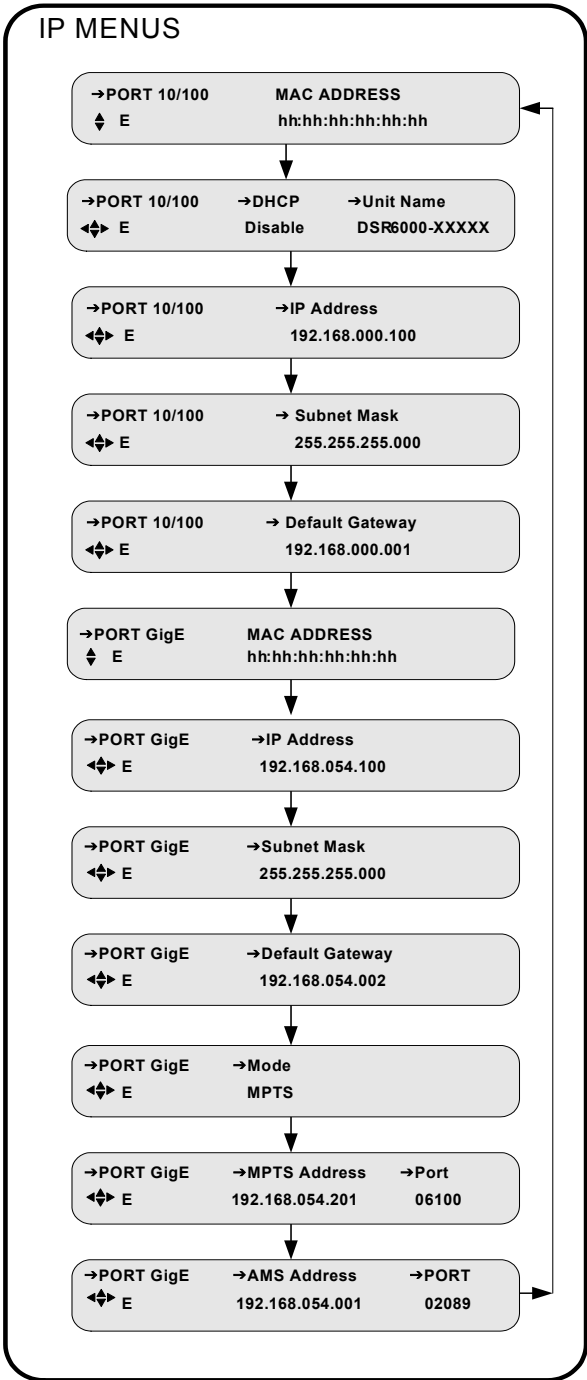 IP MENUS
→PORT 10/100 MAC ADDRESS
E hh:hh:hh:hh:hh:hh
→PORT 10/100 →DHCP →Unit Name
E Disable DSR6000-XXXXX
→PORT 10/100 →IP Address
E 192.168.000.100
→PORT 10/100 → Subnet Mask
E 255.255.255.000
→PORT 10/100 → Default Gateway
E 192.168.000.001
→PORT GigE MAC ADDRESS
E hh:hh:hh:hh:hh:hh
→PORT GigE →IP Address
E 192.168.054.100
→PORT GigE →Subnet Mask
E 255.255.255.000
→PORT GigE →Default Gateway
E 192.168.054.002
→PORT GigE →Mode
E MPTS
→PORT GigE →MPTS Address →Port
E 192.168.054.201 06100
→PORT GigE →AMS Address →PORT
E 192.168.054.001 02089